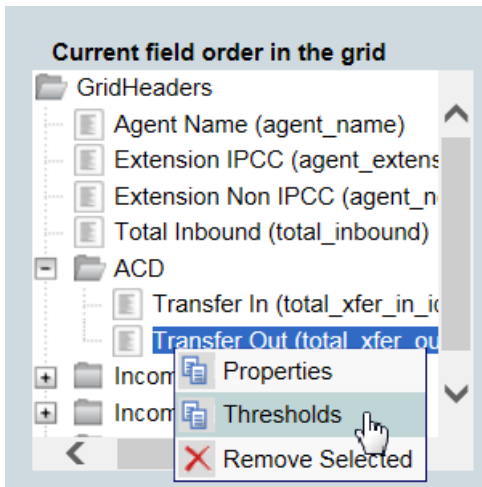 Current field order in the grid
GridHeaders
Agent Name (agent_name)
Extension IPCC (agent_extens
Extension Non IPCC (agent_n
Total Inbound (total_inbound)
ACD
Transfer In (total_xfer_in_i
Transfer Out (total_xfer_ou
Incom
Properties
Incom
Thresholds
Remove Selected